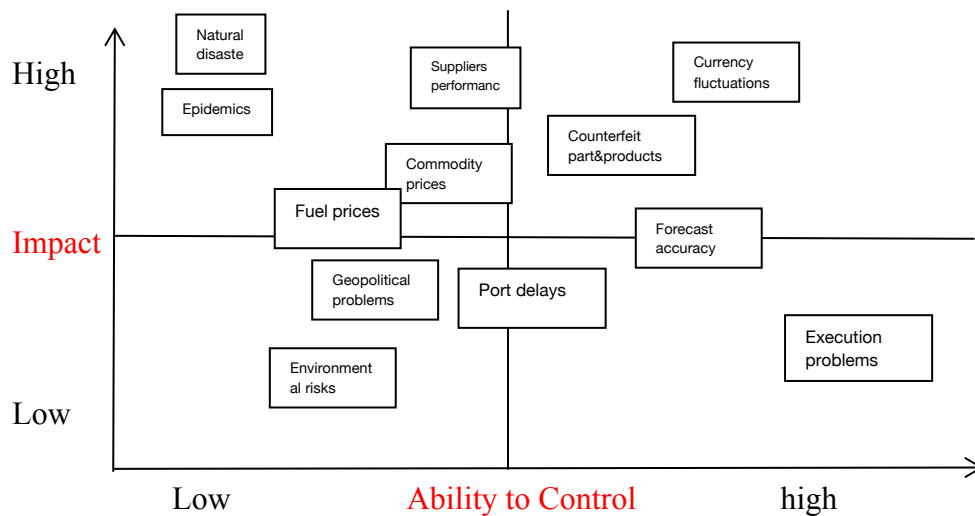 High
Natural
disaste
Epidemics
Suppliers
performanc
Currency
fluctuations
Counterfeit
part&products
Commodity
prices
Fuel prices
Impact
Forecast
accuracy
Geopolitical
problems
Port delays
Execution
problems
Environment
al risks
Low
Low
Ability to Control
high